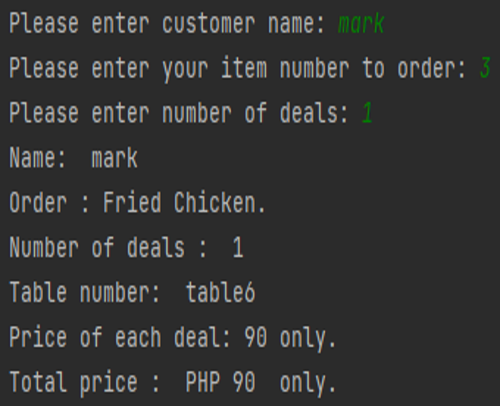 Please enter customer name: mark
Please enter your item number to order: 3
Please enter number of deals: 1
Name:  mark
Order : Fried Chicken.
Number of deals :  1
Table number:  table6
Price of each deal: 90 only.
Total price :  PHP 90  only.